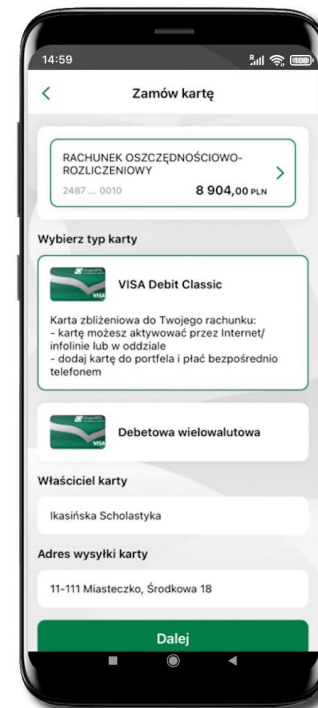 14:59
Zamów kartę
RACHUNEK OSZCZĘDNOŚCIOWO-
ROZLICZENIOWY
2487 ... 0010 8 904,00 PLN
Wybierz typ karty
VISA
VISA Debit Classic
Karta zbliżeniowa do Twojego rachunku:
- kartę możesz aktywować przez Internet/
infolinie lub w oddziale
- dodaj kartę do portfela i płać bezpośrednio
telefonem
VISA
Debetowa wielowalutowa
Właściciel karty
Ikasińska Scholastyka
Adres wysyłki karty
11-111 Miasteczko, Środkowa 18
Dalej